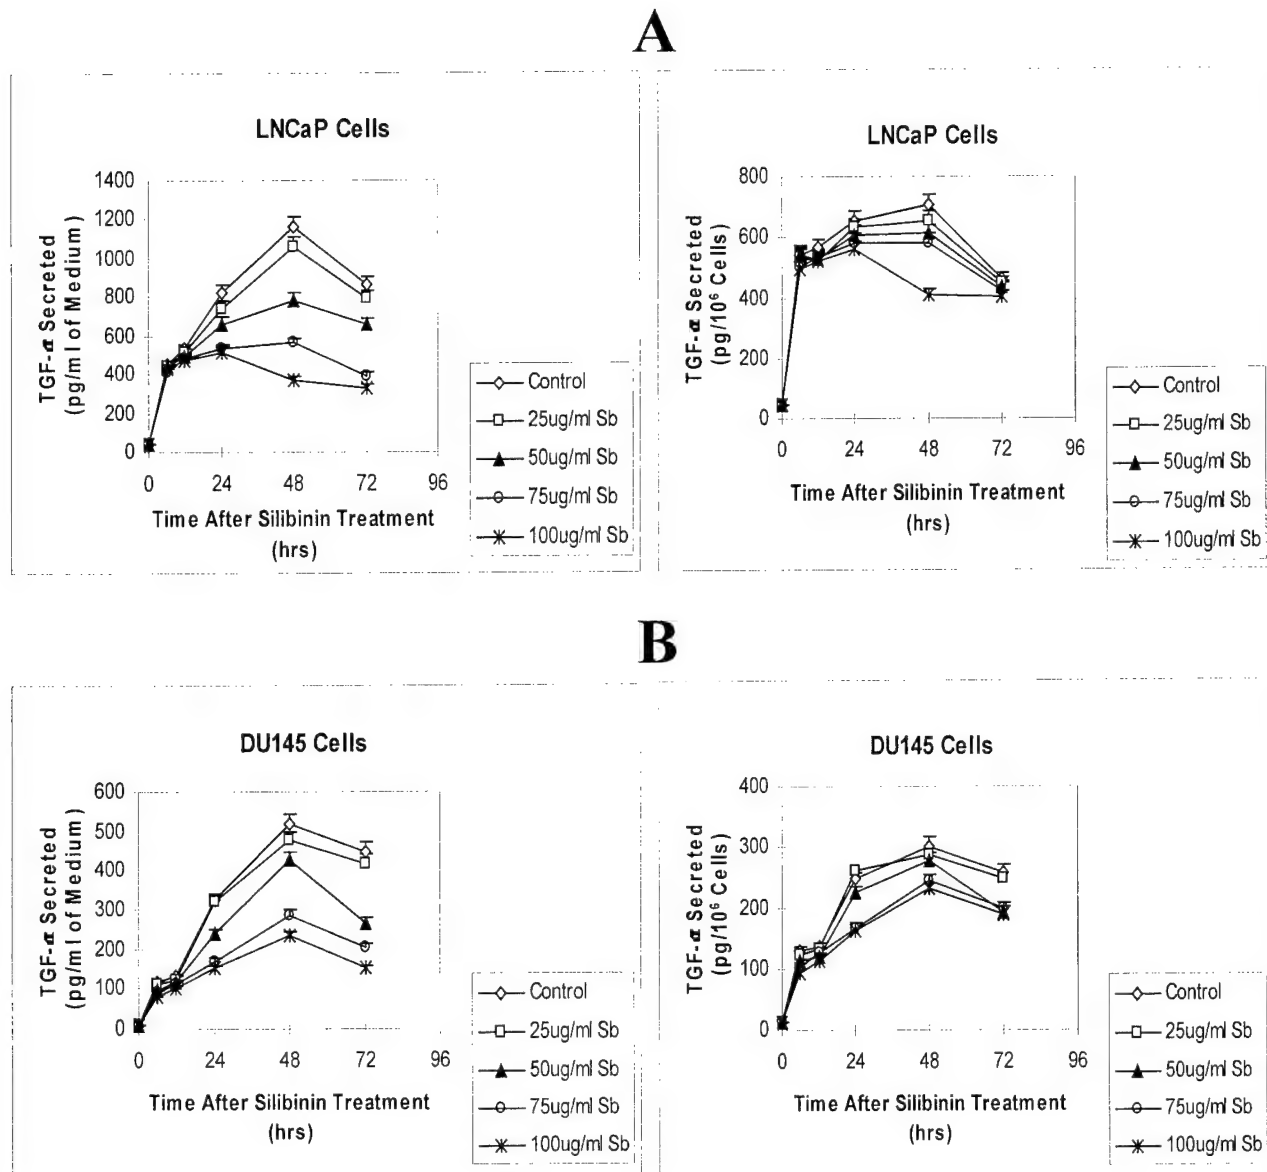 A
LNCaP Cells
TGF-α Secreted
(pg/ml of Medium)
1400
1200
1000
800
600
400
200
0
0 24 48 72 96
Time After Silibinin Treatment
(hrs)
Control
25ug/ml Sb
50ug/ml Sb
75ug/ml Sb
100ug/ml Sb
LNCaP Cells
TGF-α Secreted
(pg/10⁶ Cells)
800
600
400
200
0
0 24 48 72 96
Time After Silibinin Treatment
(hrs)
Control
25ug/ml Sb
50ug/ml Sb
75ug/ml Sb
100ug/ml Sb
B
DU145 Cells
TGF-α Secreted
(pg/ml of Medium)
600
500
400
300
200
100
0
0 24 48 72 96
Time After Silibinin Treatment
(hrs)
Control
25ug/ml Sb
50ug/ml Sb
75ug/ml Sb
100ug/ml Sb
DU145 Cells
TGF-α Secreted
(pg/10⁶ Cells)
400
300
200
100
0
0 24 48 72 96
Time After Silibinin Treatment
(hrs)
Control
25ug/ml Sb
50ug/ml Sb
75ug/ml Sb
100ug/ml Sb